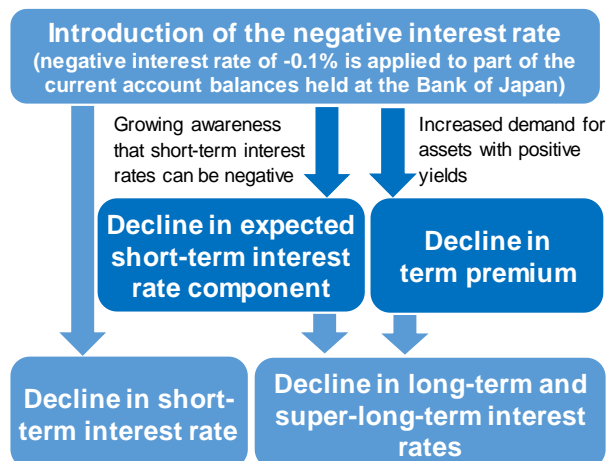 Introduction of the negative interest rate
(negative interest rate of -0.1% is applied to part of the
current account balances held at the Bank of Japan)
Growing awareness
that short-term interest
rates can be negative
Increased demand for
assets with positive
yields
Decline in expected
short-term interest
rate component
Decline in
term premium
Decline in short-
term interest rate
Decline in long-term and
super-long-term interest
rates